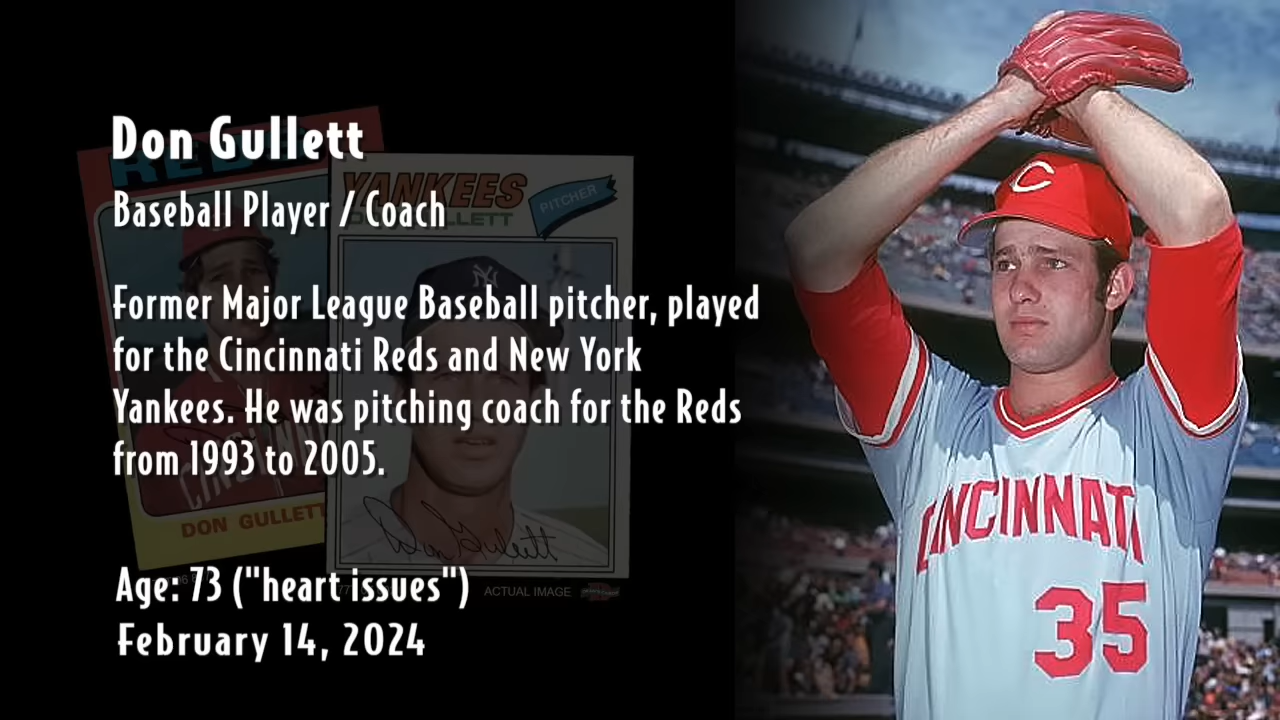 Don Gullett
Baseball Player / Coach
Former Major League Baseball pitcher, played
for the Cincinnati Reds and New York
Yankees. He was pitching coach for the Reds
from 1993 to 2005.
Age: 73 ("heart issues")
February 14, 2024
REDS
YANKEES
PITCHER
DON GULLETT
Don Gullett
ACTUAL IMAGE
C
CINCINNATI
35